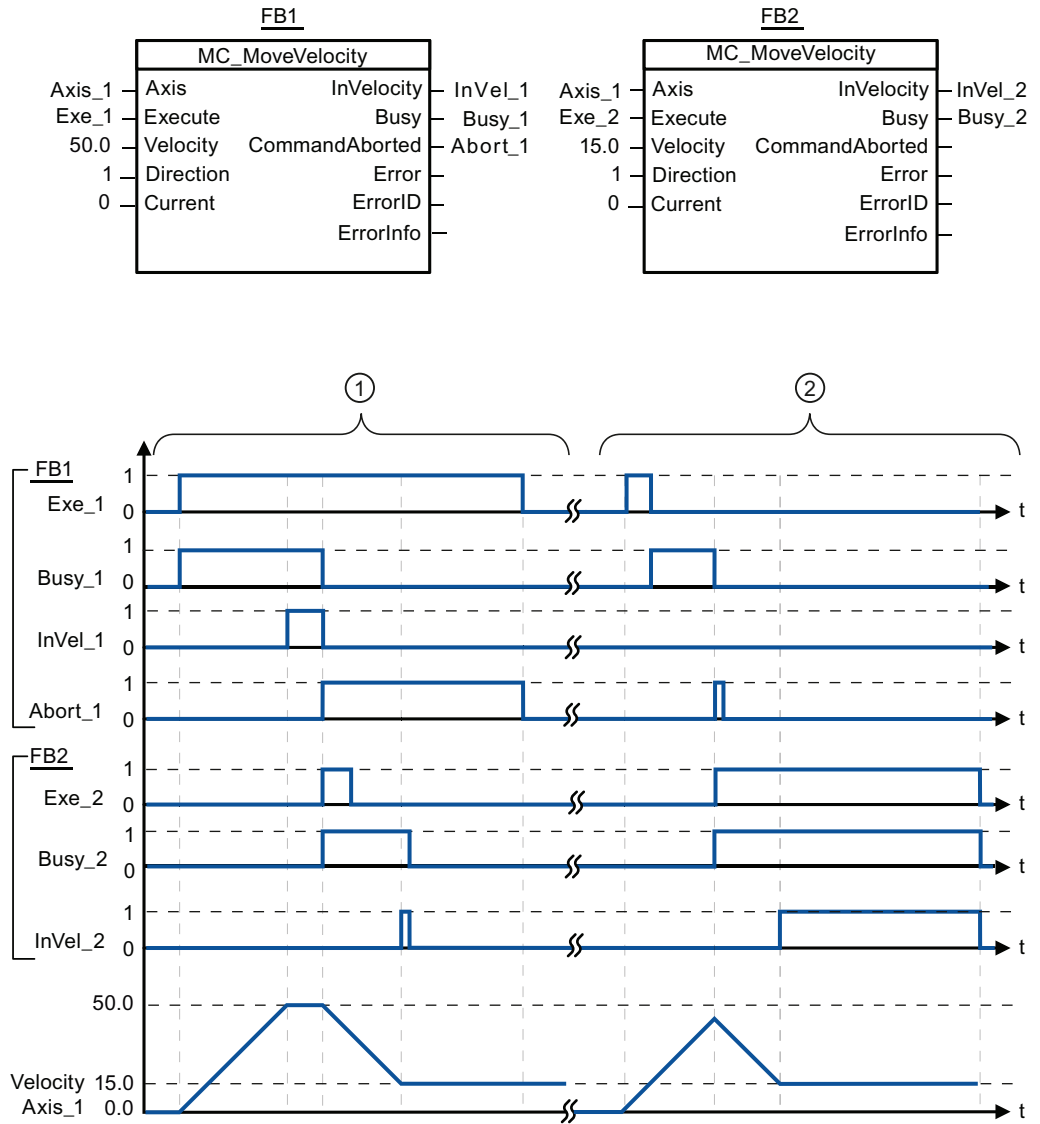 FB1 FB2
MC_MoveVelocity MC_MoveVelocity
Axis_1 Axis InVelocity InVel_1 Axis_1 Axis InVelocity InVel_2
Exe_1 Execute Busy Busy_1 Exe_2 Execute Busy Busy_2
50.0 Velocity CommandAborted Abort_1 15.0 Velocity CommandAborted
1 Direction Error 1 Direction Error
0 Current ErrorID 0 Current ErrorID
ErrorInfo ErrorInfo
1 2
FB1
1
Exe_1 0 t
1
Busy_1 0 t
1
InVel_1 0 t
1
Abort_1 0 t
FB2
1
Exe_2 0 t
1
Busy_2 0 t
1
InVel_2 0 t
50.0
Velocity 15.0
Axis_1 0.0 t